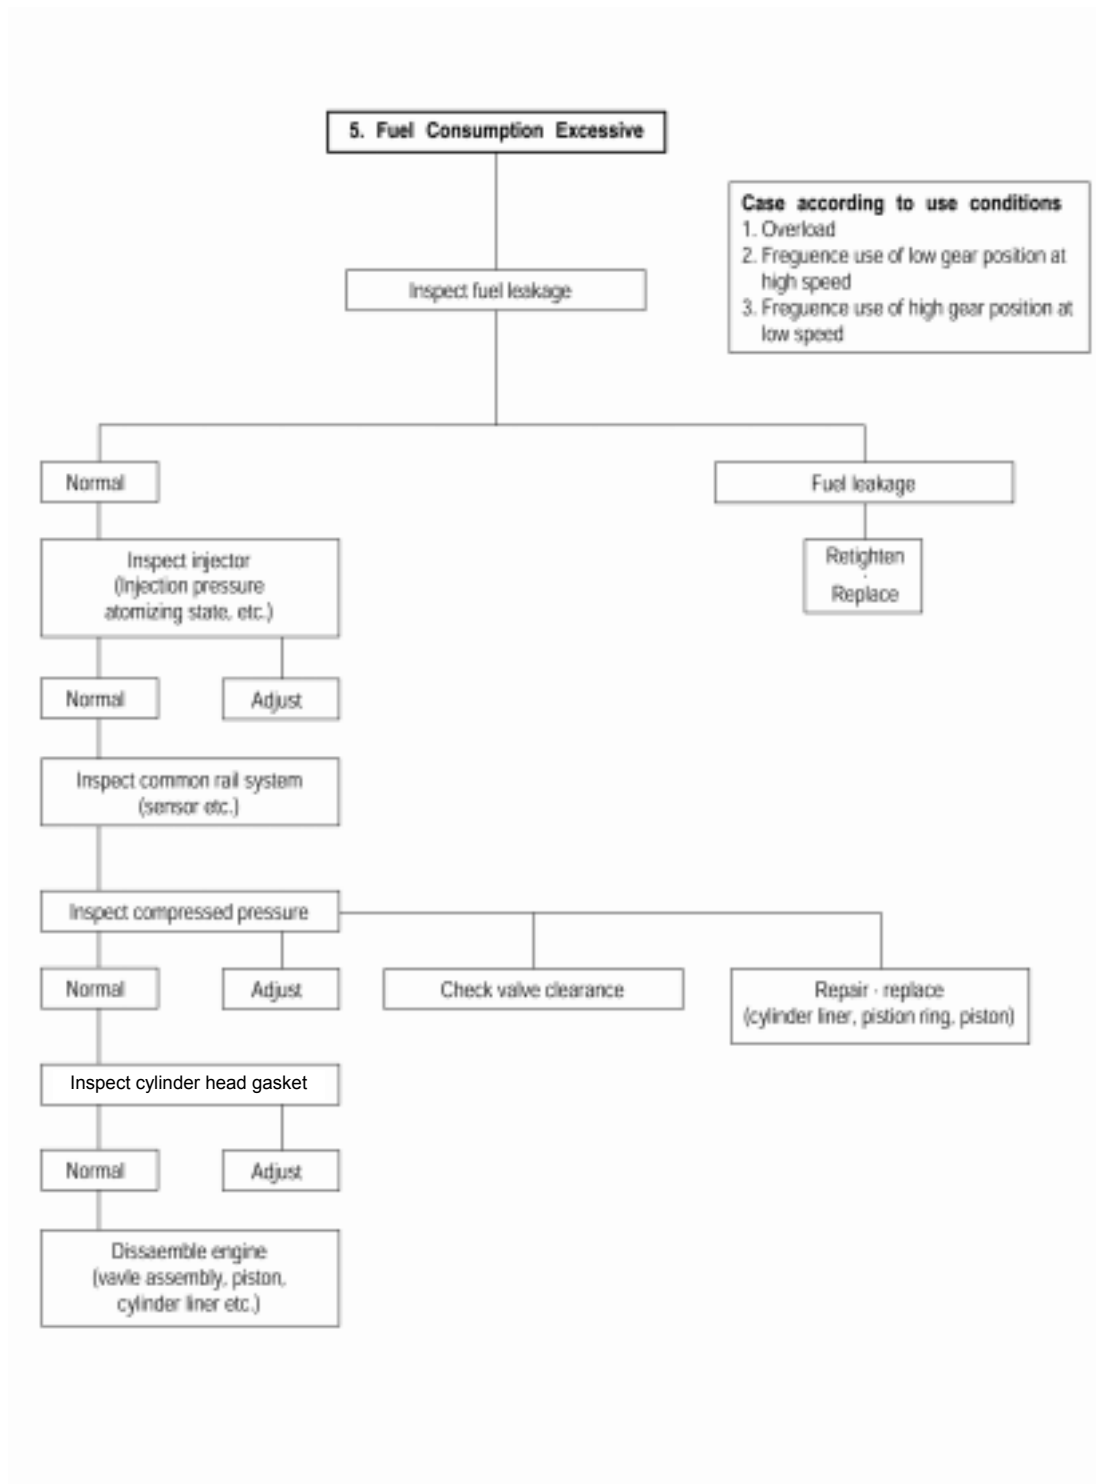 5. Fuel Consumption Excessive
Case according to use conditions
1. Overload
2. Freguence use of low gear position at
high speed
3. Freguence use of high gear position at
low speed
Inspect fuel leakage
Normal
Fuel leakage
Inspect injector
(Injection pressure
atomizing state, etc.)
Retighten
·
Replace
Normal
Adjust
Inspect common rail system
(sensor etc.)
Inspect compressed pressure
Normal
Adjust
Check valve clearance
Repair · replace
(cylinder liner, pistion ring, piston)
Inspect cylinder head gasket
Normal
Adjust
Dissaemble engine
(vavle assembly, piston,
cylinder liner etc.)